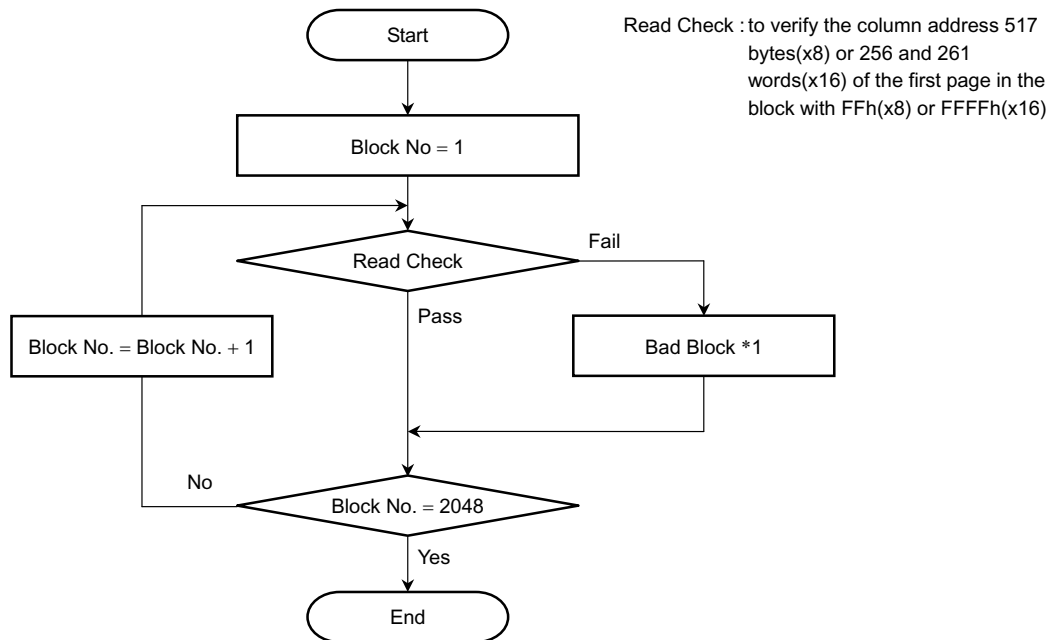 Start
Read Check : to verify the column address 517
bytes(x8) or 256 and 261
words(x16) of the first page in the
block with FFh(x8) or FFFFh(x16)
Block No = 1
Fail
Read Check
Pass
Block No. = Block No. + 1
Bad Block *1
No
Block No. = 2048
Yes
End